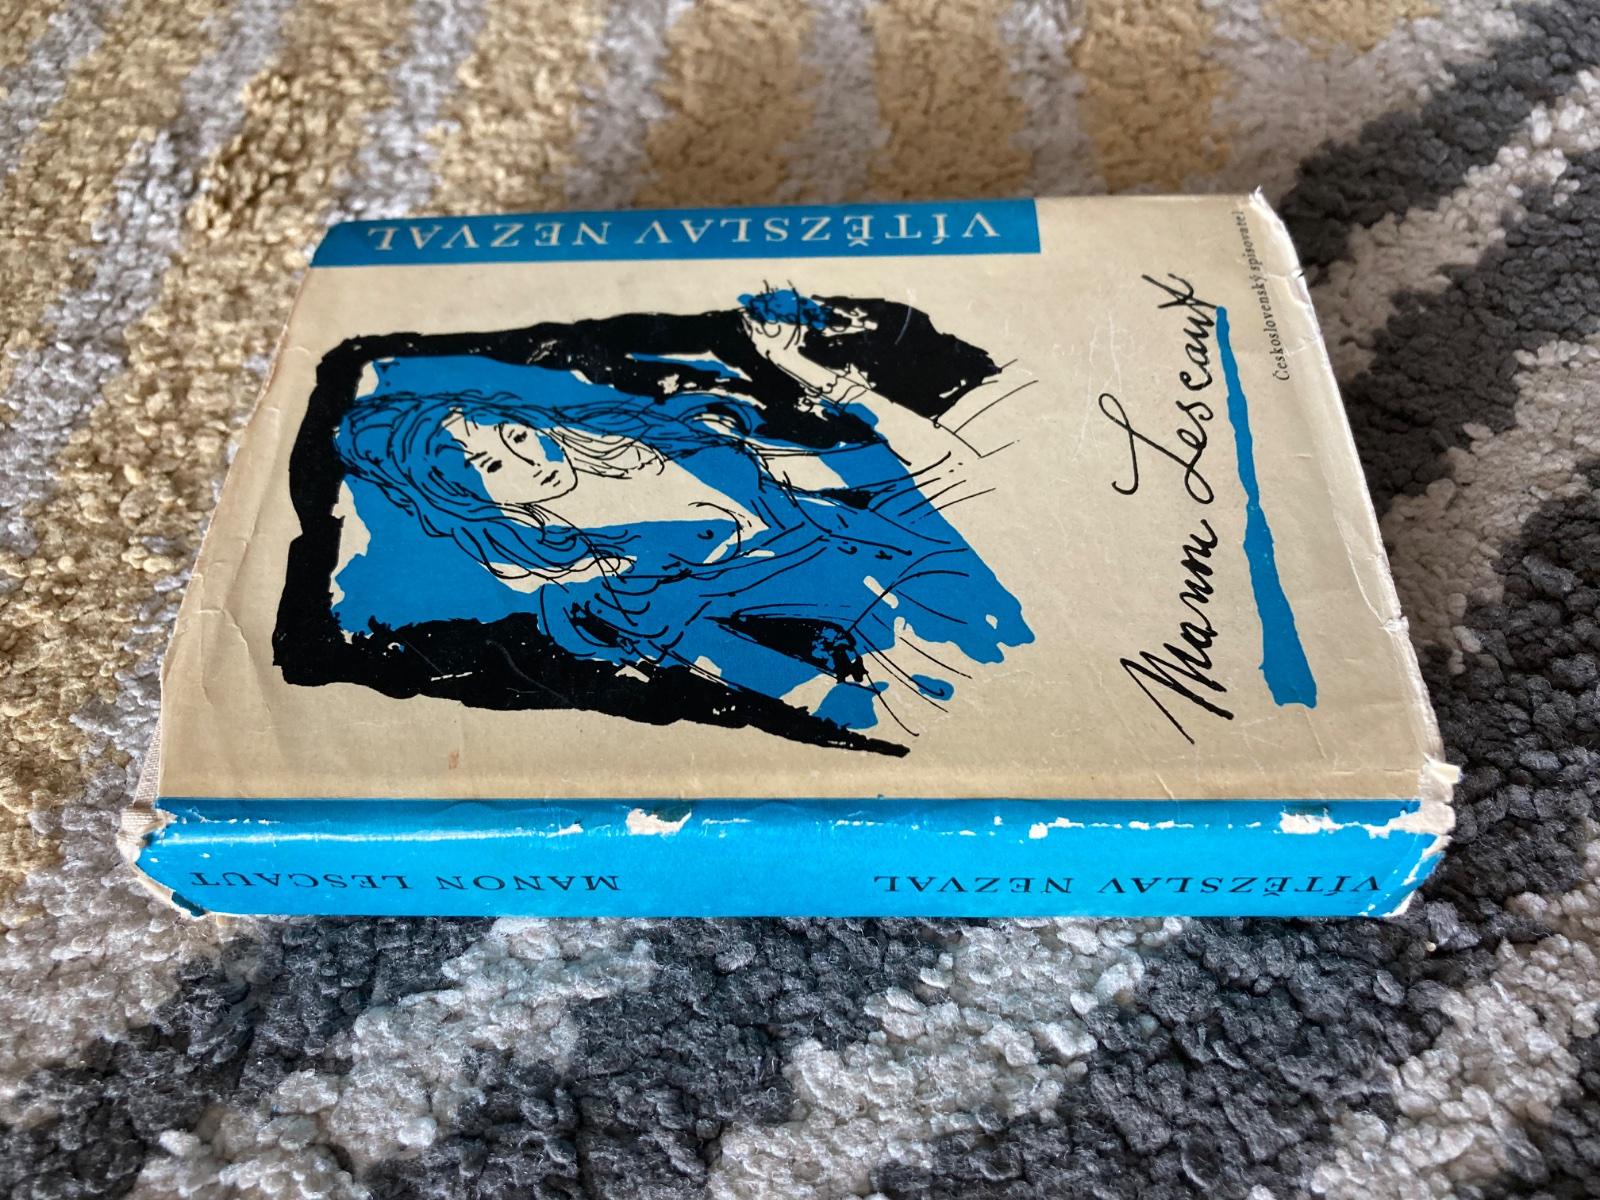 VÍTĚZSLAV NEZVAL
Manon Lescaut
Československý spisovatel
VÍTĚZSLAV NEZVAL MANON LESCAUT